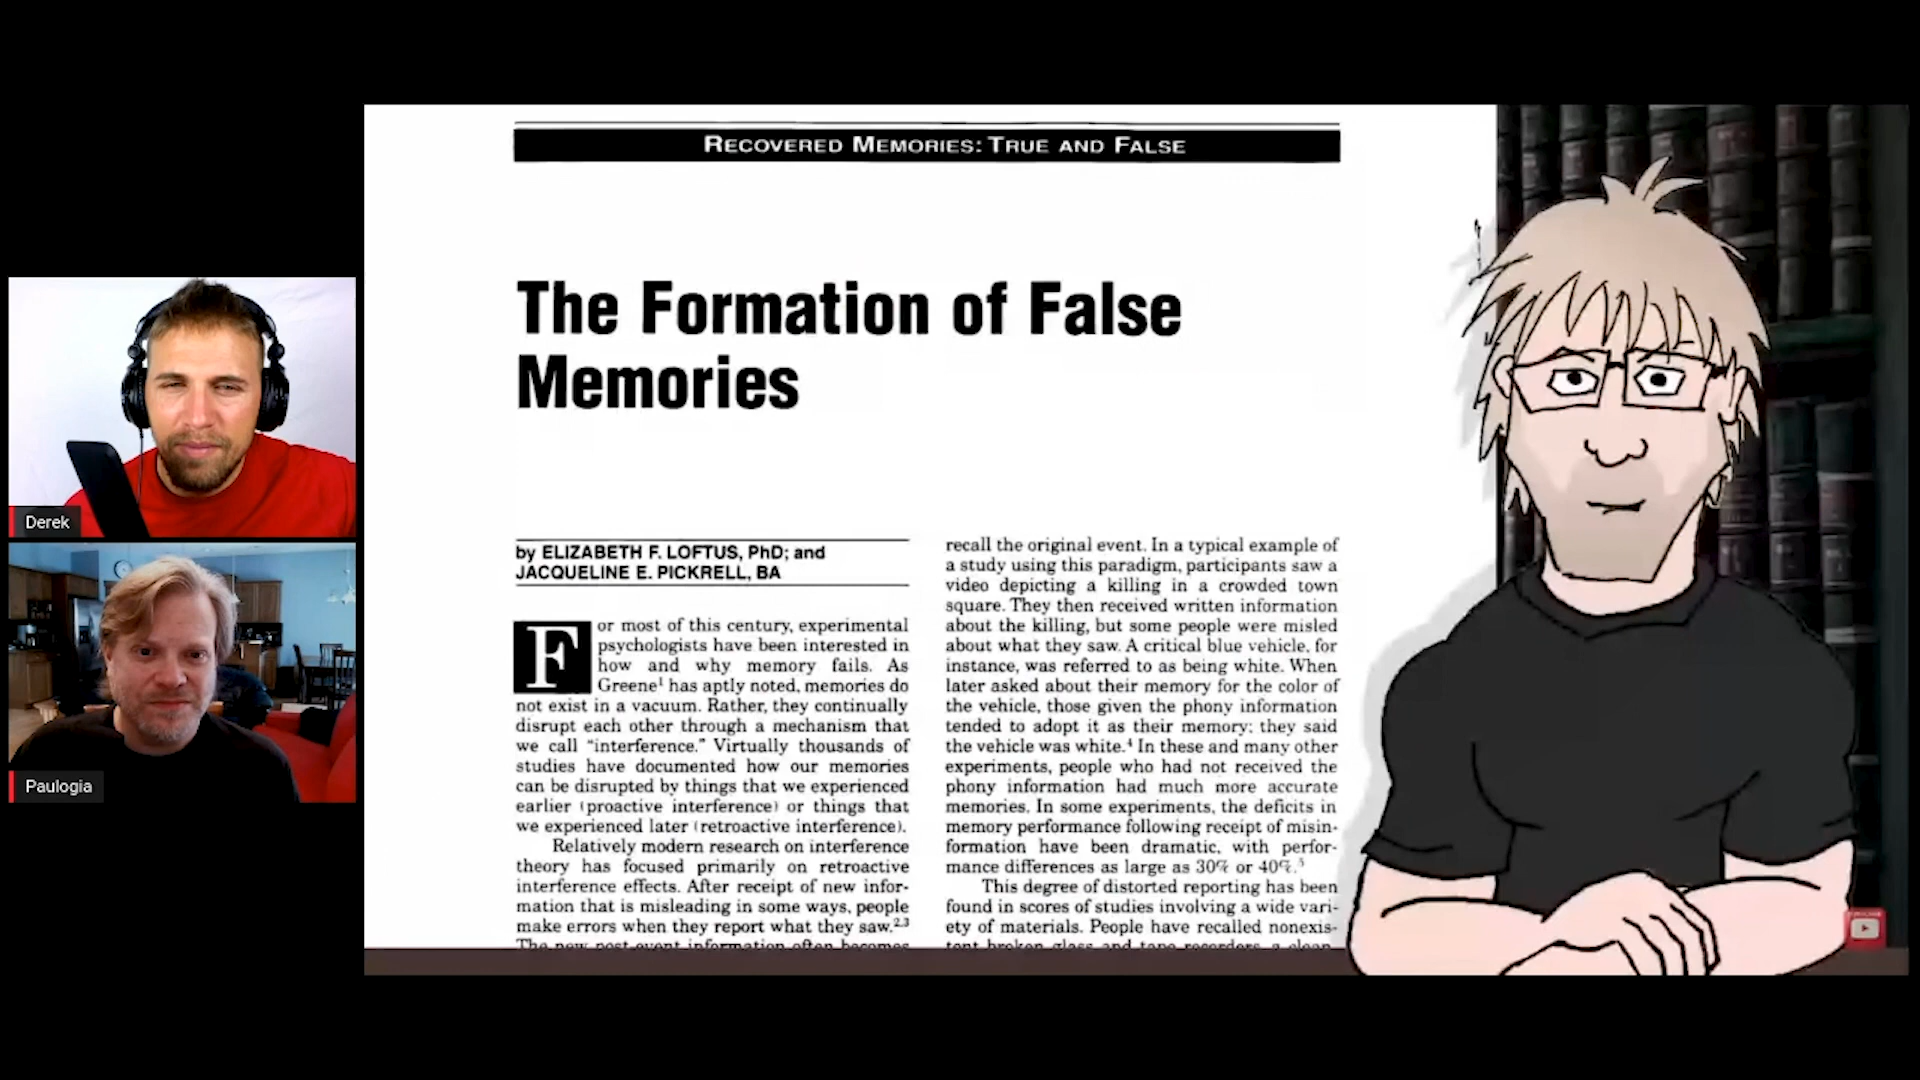 RECOVERED MEMORIES: TRUE AND FALSE
The Formation of False
Memories
by ELIZABETH F. LOFTUS, PhD; and
JACQUELINE E. PICKRELL, BA
For most of this century, experimental
psychologists have been interested in
how and why memory fails. As
Greene¹ has aptly noted, memories do
not exist in a vacuum. Rather, they continually
disrupt each other through a mechanism that
we call "interference." Virtually thousands of
studies have documented how our memories
can be disrupted by things that we experienced
earlier (proactive interference) or things that
we experienced later (retroactive interference).
Relatively modern research on interference
theory has focused primarily on retroactive
interference effects. After receipt of new infor-
mation that is misleading in some ways, people
make errors when they report what they saw.²,³
The new post-event information often becomes
recall the original event. In a typical example of
a study using this paradigm, participants saw a
video depicting a killing in a crowded town
square. They then received written information
about the killing, but some people were misled
about what they saw. A critical blue vehicle, for
instance, was referred to as being white. When
later asked about their memory for the color of
the vehicle, those given the phony information
tended to adopt it as their memory; they said
the vehicle was white.⁴ In these and many other
experiments, people who had not received the
phony information had much more accurate
memories. In some experiments, the deficits in
memory performance following receipt of misin-
formation have been dramatic, with perfor-
mance differences as large as 30% or 40%.⁵
This degree of distorted reporting has been
found in scores of studies involving a wide vari-
ety of materials. People have recalled nonexis-
tent broken glass and tape recorders, a clean-
Derek
Paulogia